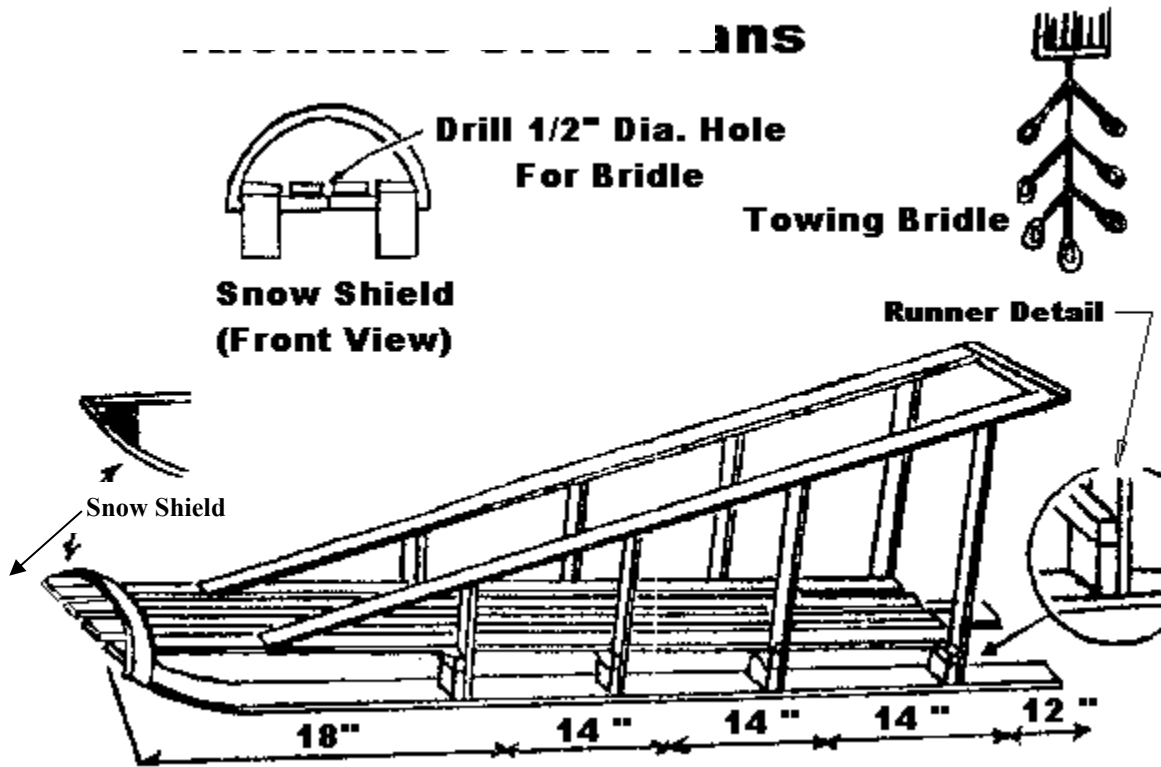 ans
Drill 1/2" Dia. Hole
For Bridle
Towing Bridle
Snow Shield
(Front View)
Runner Detail
Snow Shield
18"
14 "
14 "
14 "
12 "